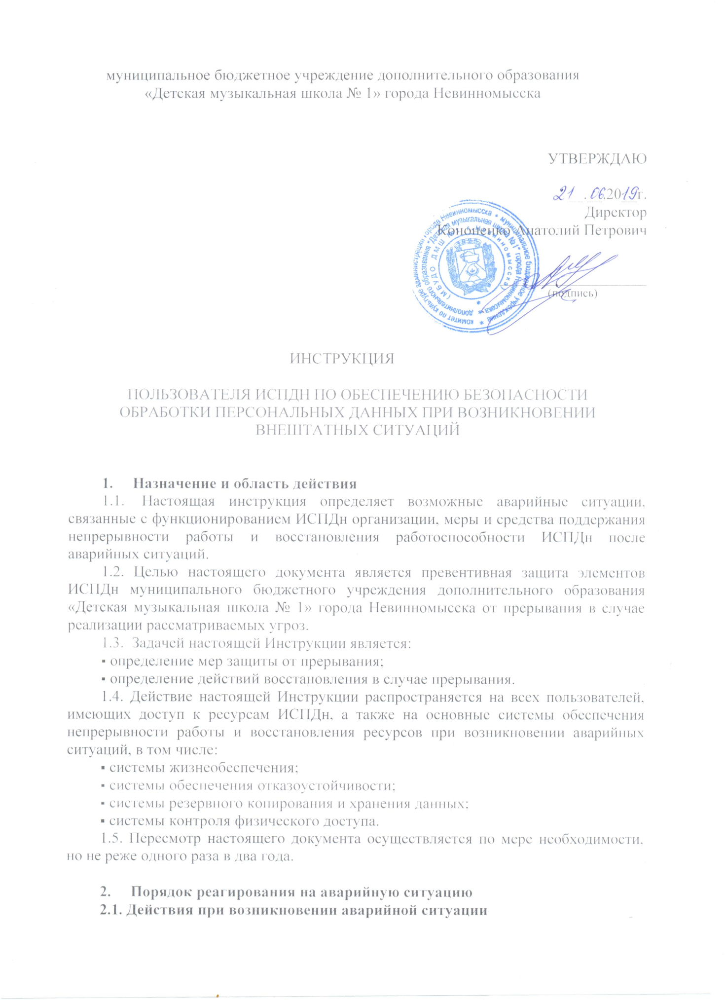 муниципальное бюджетное учреждение дополнительного образования
«Детская музыкальная школа № 1» города Невинномысска
УТВЕРЖДАЮ
21.06.2019г.
Директор
Кононенко Анатолий Петрович
(подпись)
комитет по культуре администрации города Невинномысска * муниципальное бюджетное учреждение *
дополнительного образования "Детская музыкальная школа №1" города Невинномысска *
(МБУДО ДМШ № 1 г. Невинномысска) *
ИНСТРУКЦИЯ
ПОЛЬЗОВАТЕЛЯ ИСПДН ПО ОБЕСПЕЧЕНИЮ БЕЗОПАСНОСТИ
ОБРАБОТКИ ПЕРСОНАЛЬНЫХ ДАННЫХ ПРИ ВОЗНИКНОВЕНИИ
ВНЕШТАТНЫХ СИТУАЦИЙ
1. Назначение и область действия
1.1. Настоящая инструкция определяет возможные аварийные ситуации,
связанные с функционированием ИСПДн организации, меры и средства поддержания
непрерывности работы и восстановления работоспособности ИСПДн после
аварийных ситуаций.
1.2. Целью настоящего документа является превентивная защита элементов
ИСПДн муниципального бюджетного учреждения дополнительного образования
«Детская музыкальная школа № 1» города Невинномысска от прерывания в случае
реализации рассматриваемых угроз.
1.3. Задачей настоящей Инструкции является:
▪ определение мер защиты от прерывания;
▪ определение действий восстановления в случае прерывания.
1.4. Действие настоящей Инструкции распространяется на всех пользователей,
имеющих доступ к ресурсам ИСПДн, а также на основные системы обеспечения
непрерывности работы и восстановления ресурсов при возникновении аварийных
ситуаций, в том числе:
▪ системы жизнеобеспечения;
▪ системы обеспечения отказоустойчивости;
▪ системы резервного копирования и хранения данных;
▪ системы контроля физического доступа.
1.5. Пересмотр настоящего документа осуществляется по мере необходимости,
но не реже одного раза в два года.
2. Порядок реагирования на аварийную ситуацию
2.1. Действия при возникновении аварийной ситуации